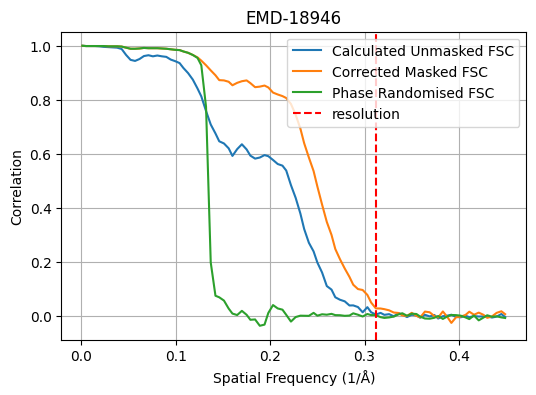 EMD-18946
Calculated Unmasked FSC
Corrected Masked FSC
Phase Randomised FSC
resolution
Correlation
1.0
0.8
0.6
0.4
0.2
0.0
0.0 0.1 0.2 0.3 0.4
Spatial Frequency (1/Å)